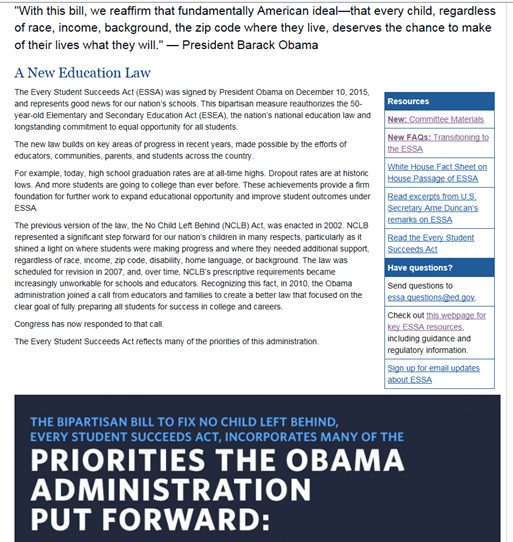 "With this bill, we reaffirm that fundamentally American ideal—that every child, regardless
of race, income, background, the zip code where they live, deserves the chance to make
of their lives what they will." — President Barack Obama
A New Education Law
The Every Student Succeeds Act (ESSA) was signed by President Obama on December 10, 2015,
and represents good news for our nation's schools. This bipartisan measure reauthorizes the 50-
year-old Elementary and Secondary Education Act (ESEA), the nation's national education law and
longstanding commitment to equal opportunity for all students.
The new law builds on key areas of progress in recent years, made possible by the efforts of
educators, communities, parents, and students across the country.
For example, today, high school graduation rates are at all-time highs. Dropout rates are at historic
lows. And more students are going to college than ever before. These achievements provide a firm
foundation for further work to expand educational opportunity and improve student outcomes under
ESSA.
The previous version of the law, the No Child Left Behind (NCLB) Act, was enacted in 2002. NCLB
represented a significant step forward for our nation's children in many respects, particularly as it
shined a light on where students were making progress and where they needed additional support,
regardless of race, income, zip code, disability, home language, or background. The law was
scheduled for revision in 2007, and, over time, NCLB's prescriptive requirements became
increasingly unworkable for schools and educators. Recognizing this fact, in 2010, the Obama
administration joined a call from educators and families to create a better law that focused on the
clear goal of fully preparing all students for success in college and careers.
Congress has now responded to that call.
The Every Student Succeeds Act reflects many of the priorities of this administration.
Resources
New: Committee Materials
New FAQs: Transitioning to
the ESSA
White House Fact Sheet on
House Passage of ESSA
Read excerpts from U.S.
Secretary Arne Duncan's
remarks on ESSA
Read the Every Student
Succeeds Act
Have questions?
Send questions to
essa.questions@ed.gov.
Check out this webpage for
key ESSA resources,
including guidance and
regulatory information.
Sign up for email updates
about ESSA
THE BIPARTISAN BILL TO FIX NO CHILD LEFT BEHIND,
EVERY STUDENT SUCCEEDS ACT, INCORPORATES MANY OF THE
PRIORITIES THE OBAMA
ADMINISTRATION
PUT FORWARD: